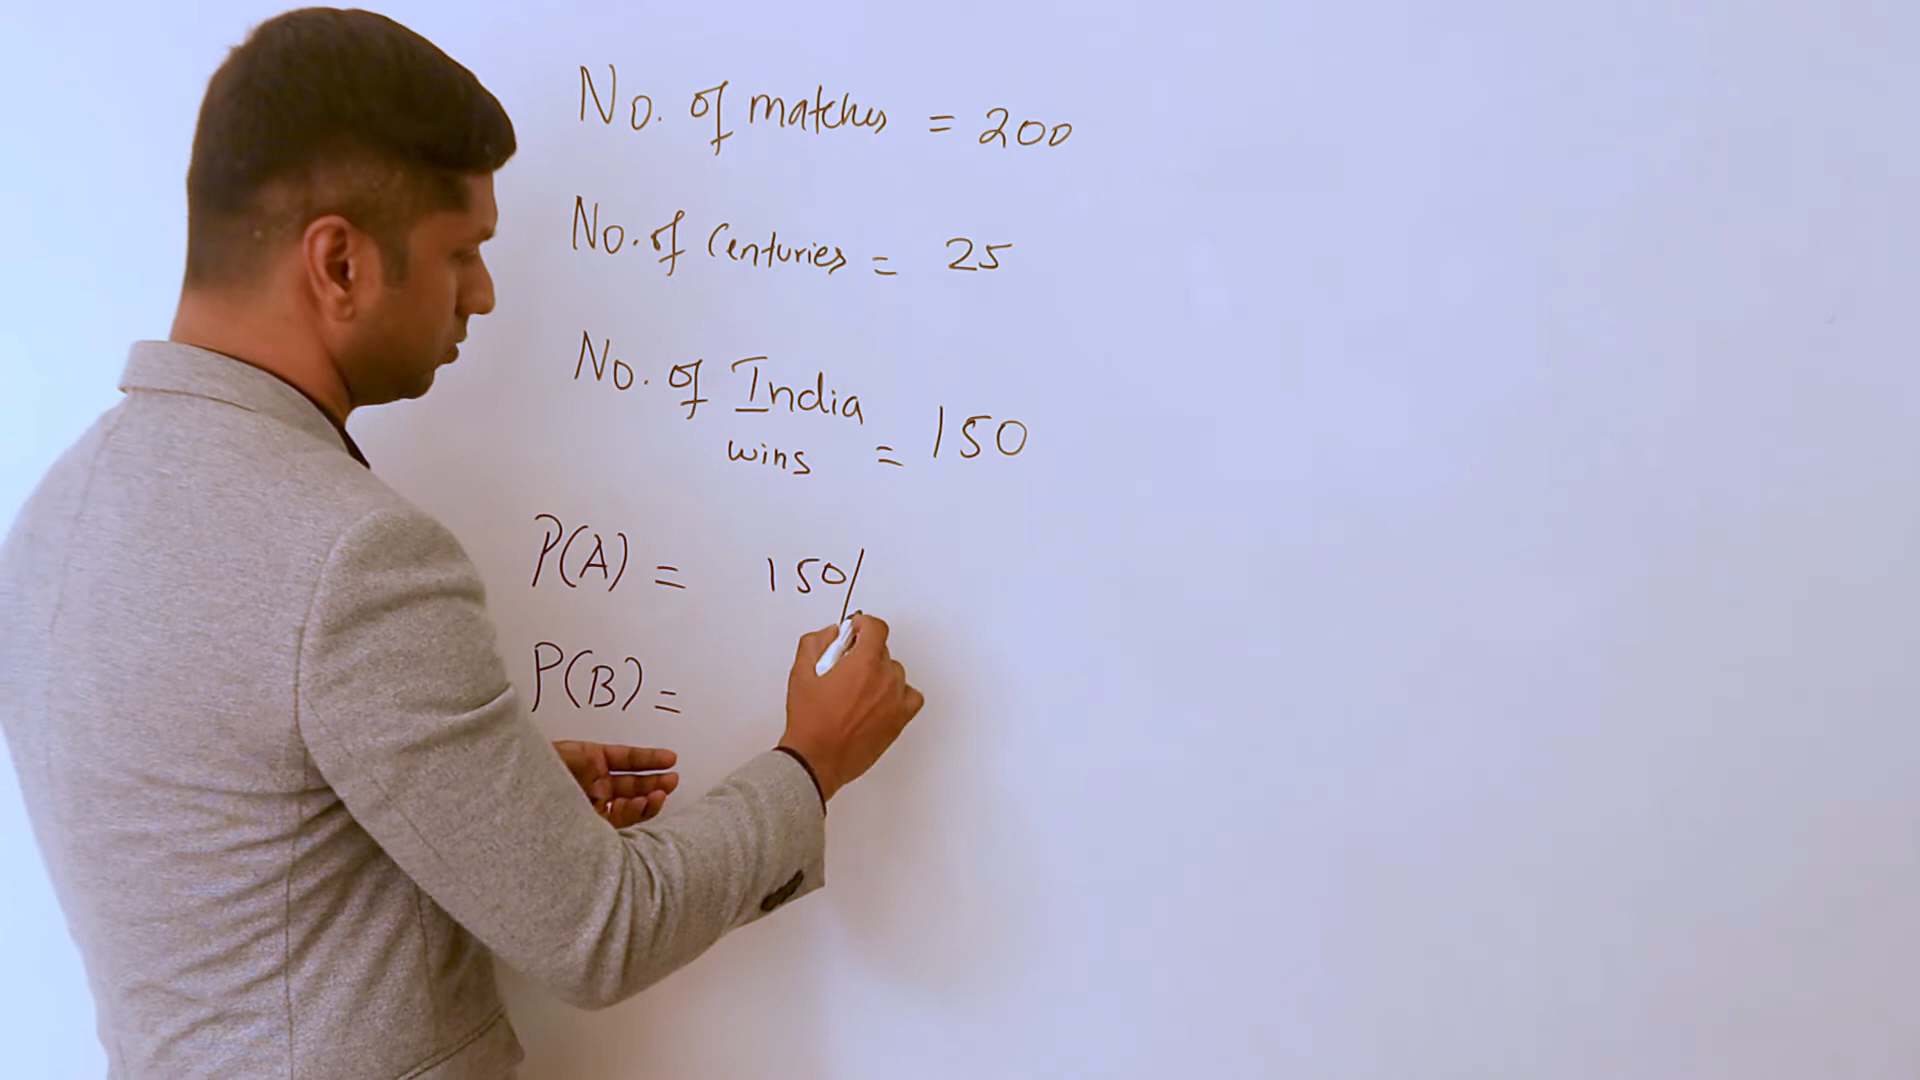 No. of matches = 200
No. of Centuries = 25
No. of India
wins = 150
P(A) = 150/
P(B) =